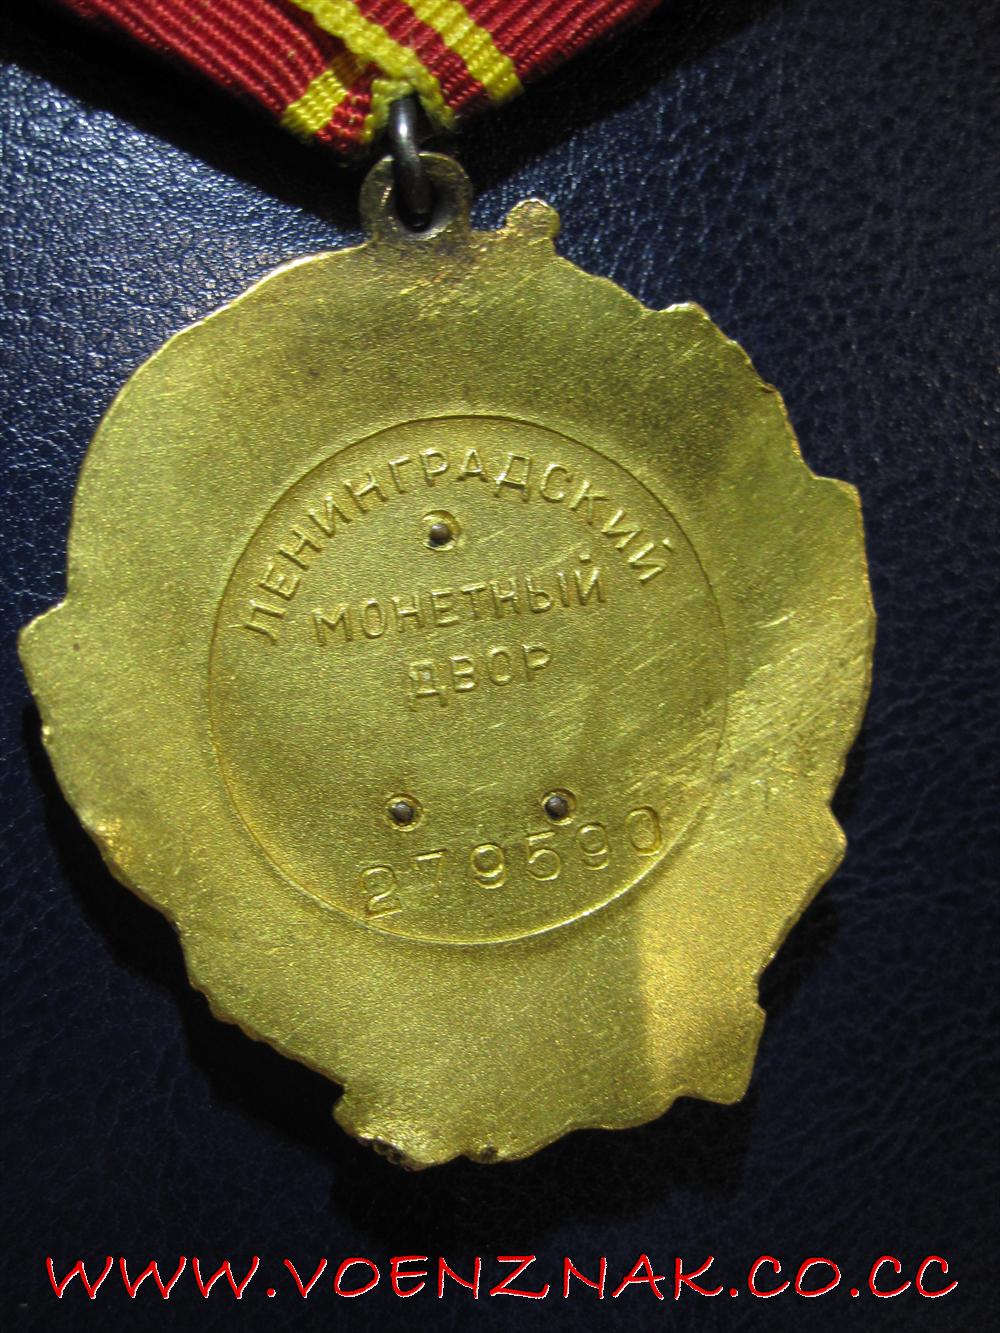 ЛЕНИНГРАДСКИЙ
МОНЕТНЫЙ
ДВОР
279590
WWW.VOENZNAK.CO.CC